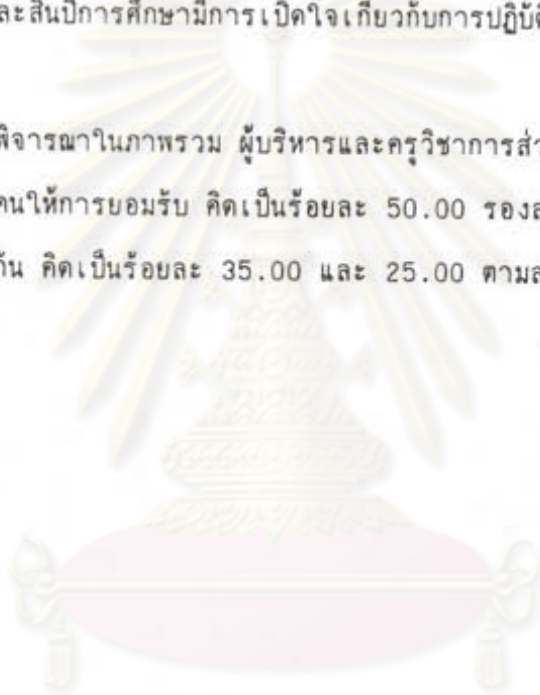 ละสิ้นปีการศึกษามีการเปิดใจเกี่ยวกับการปฏิบัติ
พิจารณาในภาพรวม ผู้บริหารและครูวิชาการส่ว
คนให้การยอมรับ คิดเป็นร้อยละ 50.00 รองล
กัน คิดเป็นร้อยละ 35.00 และ 25.00 ตามล